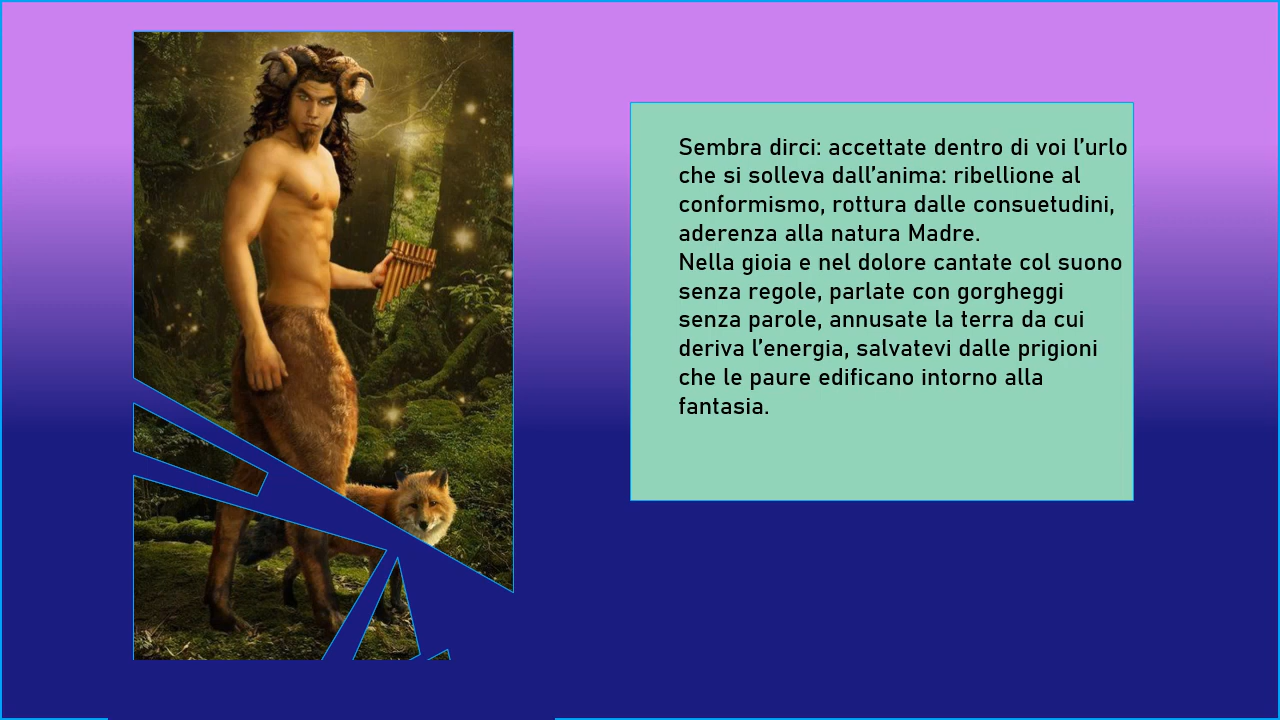 Sembra dirci: accettate dentro di voi l’urlo
che si solleva dall’anima: ribellione al
conformismo, rottura dalle consuetudini,
aderenza alla natura Madre.
Nella gioia e nel dolore cantate col suono
senza regole, parlate con gorgheggi
senza parole, annusate la terra da cui
deriva l’energia, salvatevi dalle prigioni
che le paure edificano intorno alla
fantasia.